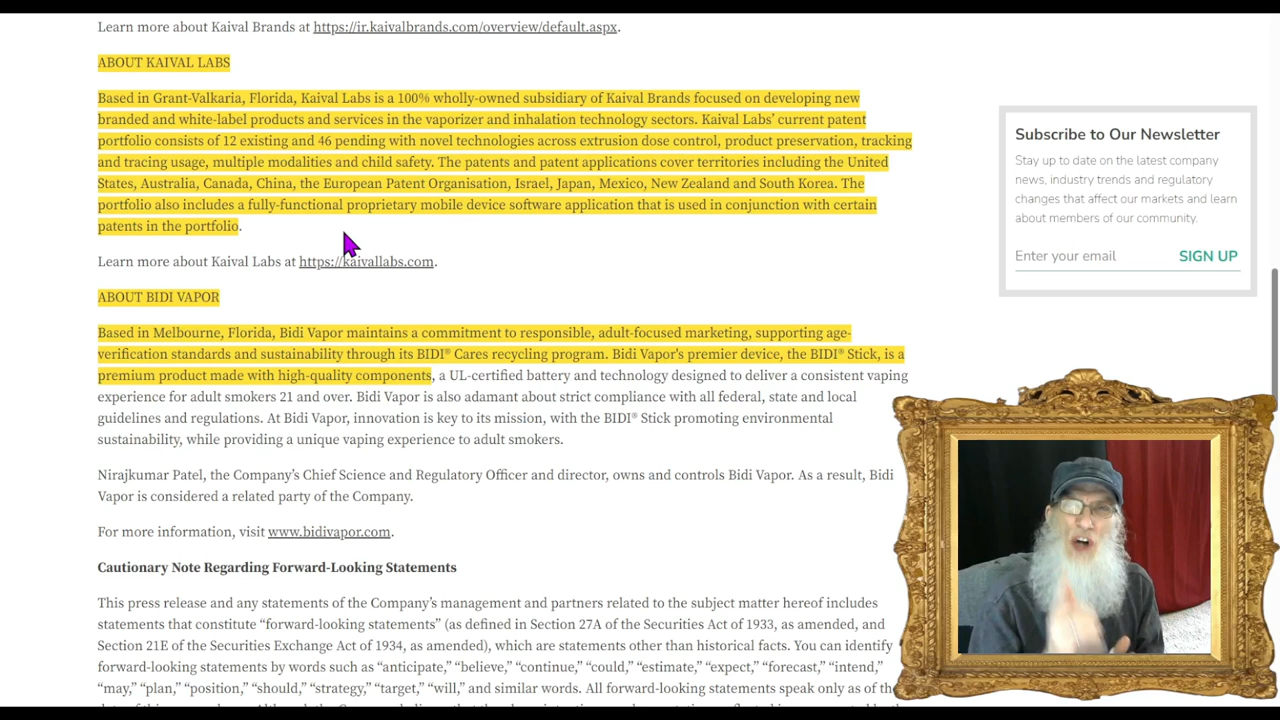 Learn more about Kaival Brands at https://ir.kaivalbrands.com/overview/default.aspx.
ABOUT KAIVAL LABS
Based in Grant-Valkaria, Florida, Kaival Labs is a 100% wholly-owned subsidiary of Kaival Brands focused on developing new
branded and white-label products and services in the vaporizer and inhalation technology sectors. Kaival Labs’ current patent
portfolio consists of 12 existing and 46 pending with novel technologies across extrusion dose control, product preservation, tracking
and tracing usage, multiple modalities and child safety. The patents and patent applications cover territories including the United
States, Australia, Canada, China, the European Patent Organisation, Israel, Japan, Mexico, New Zealand and South Korea. The
portfolio also includes a fully-functional proprietary mobile device software application that is used in conjunction with certain
patents in the portfolio.
Learn more about Kaival Labs at https://kaivallabs.com.
ABOUT BIDI VAPOR
Based in Melbourne, Florida, Bidi Vapor maintains a commitment to responsible, adult-focused marketing, supporting age-
verification standards and sustainability through its BIDI® Cares recycling program. Bidi Vapor's premier device, the BIDI® Stick, is a
premium product made with high-quality components, a UL-certified battery and technology designed to deliver a consistent vaping
experience for adult smokers 21 and over. Bidi Vapor is also adamant about strict compliance with all federal, state and local
guidelines and regulations. At Bidi Vapor, innovation is key to its mission, with the BIDI® Stick promoting environmental
sustainability, while providing a unique vaping experience to adult smokers.
Nirajkumar Patel, the Company’s Chief Science and Regulatory Officer and director, owns and controls Bidi Vapor. As a result, Bidi
Vapor is considered a related party of the Company.
For more information, visit www.bidivapor.com.
Cautionary Note Regarding Forward-Looking Statements
This press release and any statements of the Company’s management and partners related to the subject matter hereof includes
statements that constitute “forward-looking statements” (as defined in Section 27A of the Securities Act of 1933, as amended, and
Section 21E of the Securities Exchange Act of 1934, as amended), which are statements other than historical facts. You can identify
forward-looking statements by words such as “anticipate,” “believe,” “continue,” “could,” “estimate,” “expect,” “forecast,” “intend,”
“may,” “plan,” “position,” “should,” “strategy,” “target,” “will,” and similar words. All forward-looking statements speak only as of the
Subscribe to Our Newsletter
Stay up to date on the latest company
news, industry trends and regulatory
changes that affect our markets and learn
about members of our community.
Enter your email SIGN UP